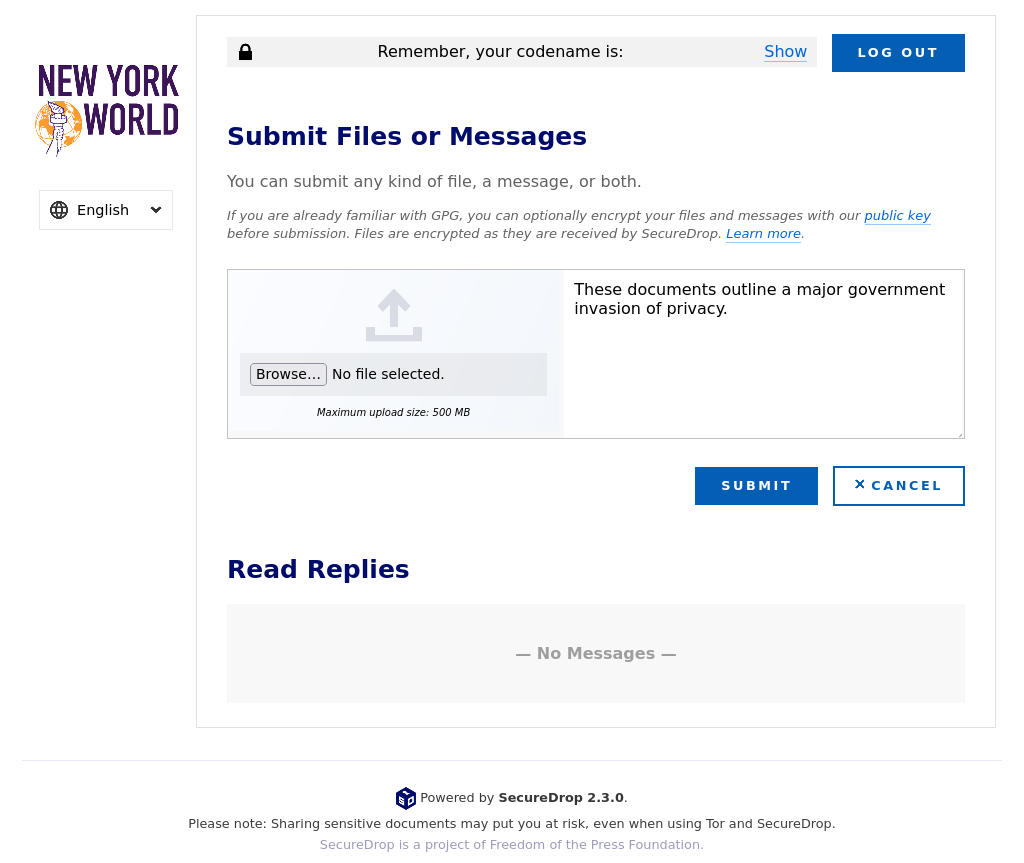 NEW YORK
WORLD
English
Remember, your codename is:
Show
LOG OUT
Submit Files or Messages
You can submit any kind of file, a message, or both.
If you are already familiar with GPG, you can optionally encrypt your files and messages with our public key
before submission. Files are encrypted as they are received by SecureDrop. Learn more.
Browse... No file selected.
Maximum upload size: 500 MB
These documents outline a major government
invasion of privacy.
SUBMIT
× CANCEL
Read Replies
— No Messages —
Powered by SecureDrop 2.3.0.
Please note: Sharing sensitive documents may put you at risk, even when using Tor and SecureDrop.
SecureDrop is a project of Freedom of the Press Foundation.